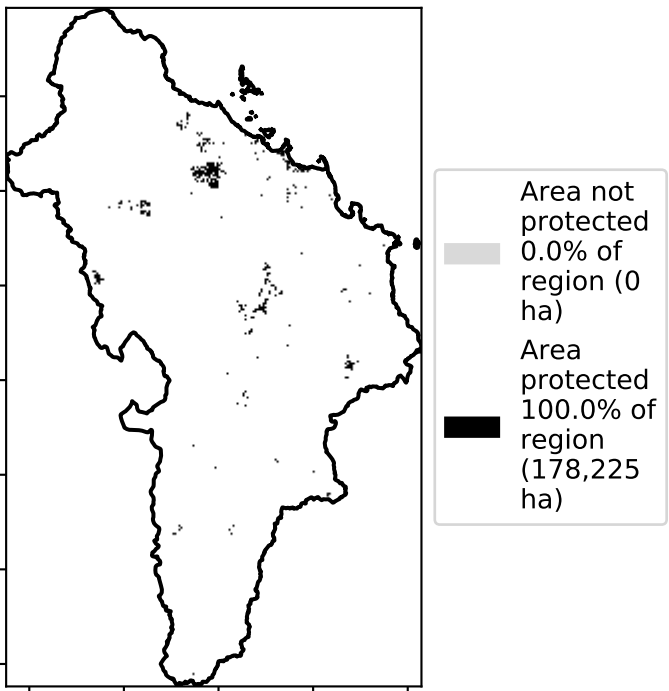 Area not
protected
0.0% of
region (0
ha)
Area
protected
100.0% of
region
(178,225
ha)